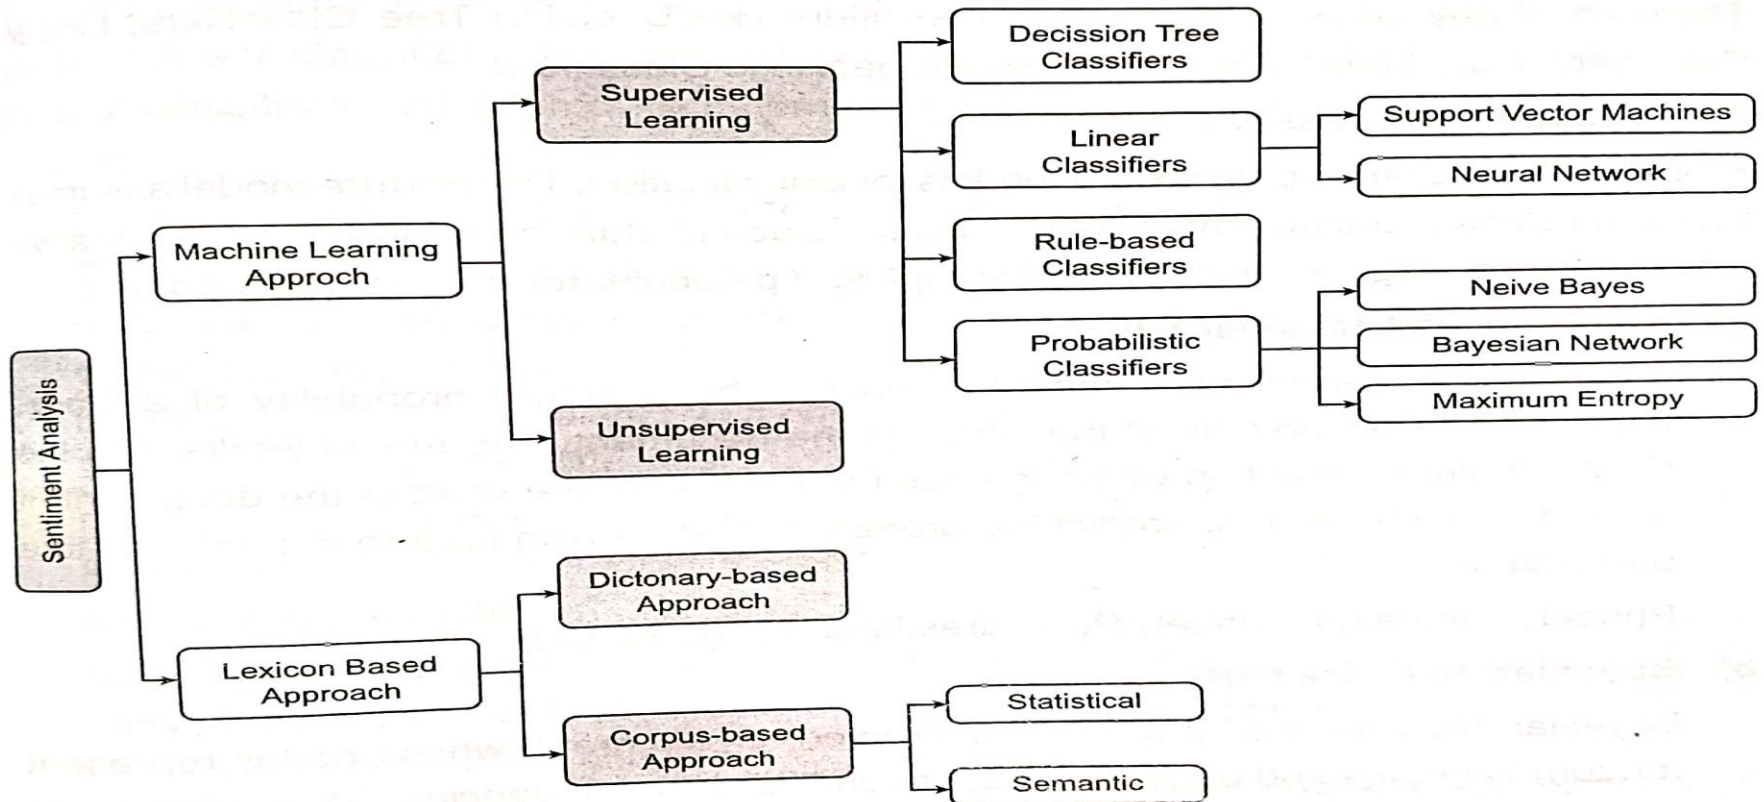 Sentiment Analysis
Machine Learning
Approch
Supervised
Learning
Decission Tree
Classifiers
Linear
Classifiers
Support Vector Machines
Neural Network
Rule-based
Classifiers
Probabilistic
Classifiers
Neive Bayes
Bayesian Network
Maximum Entropy
Unsupervised
Learning
Lexicon Based
Approach
Dictonary-based
Approach
Corpus-based
Approach
Statistical
Semantic